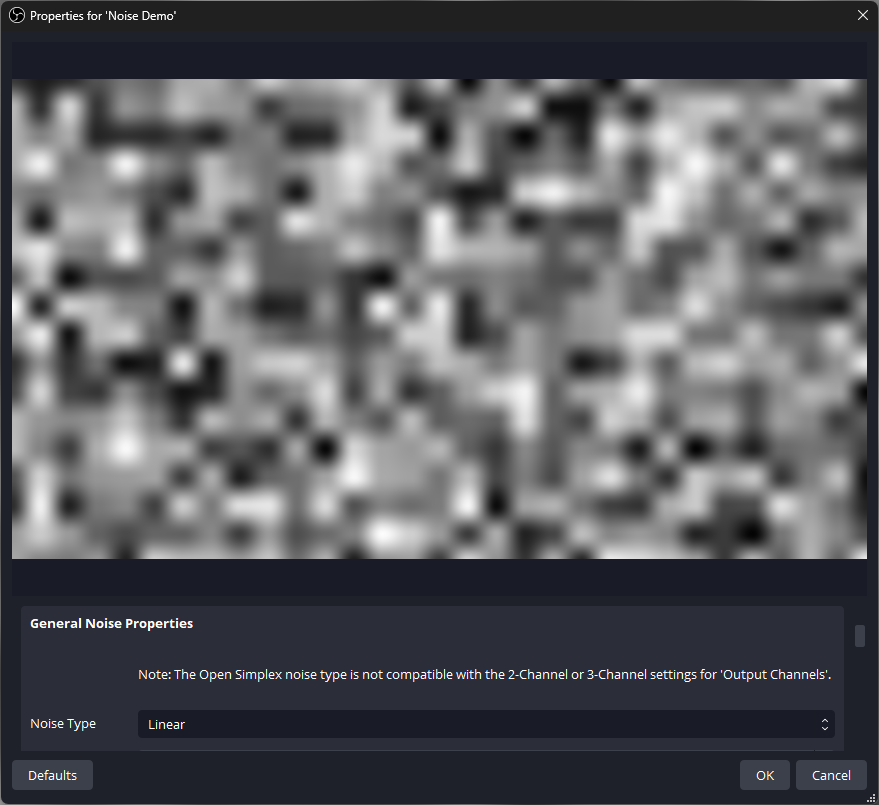 Properties for 'Noise Demo'
General Noise Properties
Note: The Open Simplex noise type is not compatible with the 2-Channel or 3-Channel settings for 'Output Channels'.
Noise Type
Linear
Defaults
OK
Cancel